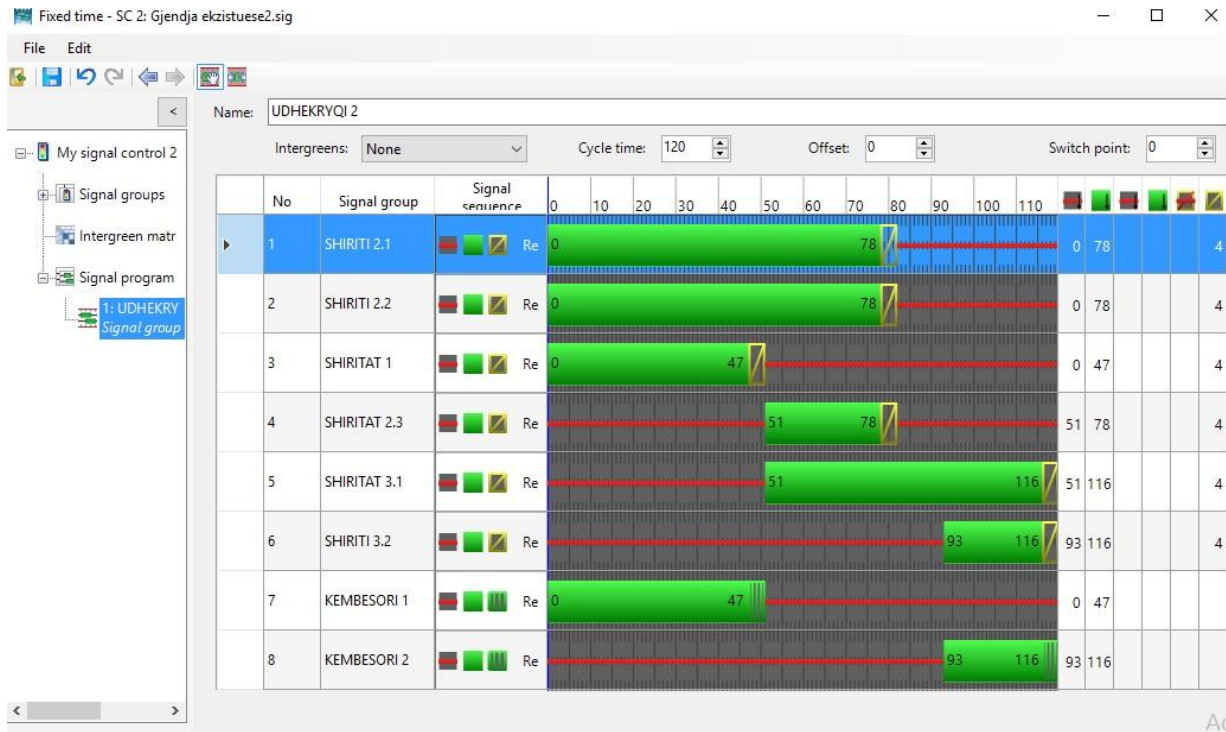 Fixed time - SC 2: Gjendja ekzistuese2.sig
File Edit
<
Name: UDHEKRYQI 2
Intergreens: None Cycle time: 120 Offset: 0 Switch point: 0
My signal control 2
Signal groups
Intergreen matr
Signal program
1: UDHEKRY
Signal group
No Signal group Signal sequence 0 10 20 30 40 50 60 70 80 90 100 110
1 SHIRITI 2.1 Re 0 78 0 78 4
2 SHIRITI 2.2 Re 0 78 0 78 4
3 SHIRITAT 1 Re 0 47 0 47 4
4 SHIRITAT 2.3 Re 51 78 51 78 4
5 SHIRITAT 3.1 Re 51 116 51 116 4
6 SHIRITI 3.2 Re 93 116 93 116 4
7 KEMBESORI 1 Re 0 47 0 47
8 KEMBESORI 2 Re 93 116 93 116
< >